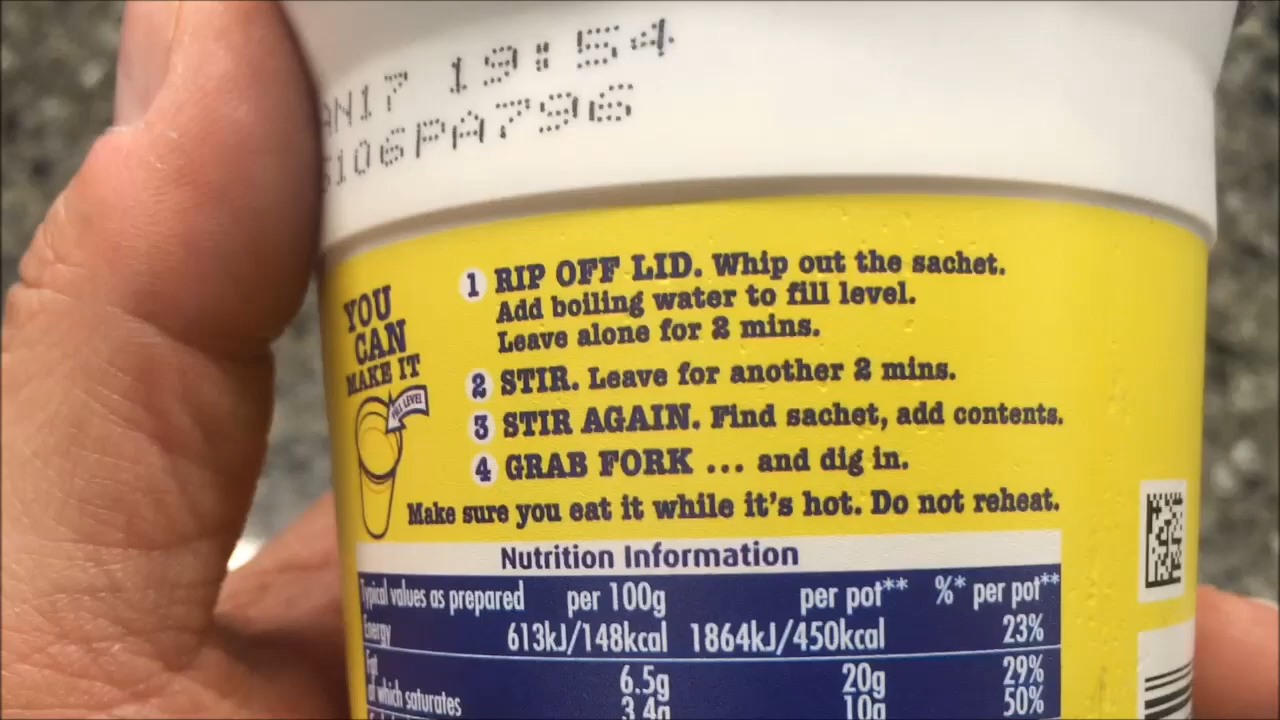 AN17 19:54
106PA796
YOU
CAN
MAKE IT
FILL LEVEL
1 RIP OFF LID. Whip out the sachet.
Add boiling water to fill level.
Leave alone for 2 mins.
2 STIR. Leave for another 2 mins.
3 STIR AGAIN. Find sachet, add contents.
4 GRAB FORK ... and dig in.
Make sure you eat it while it's hot. Do not reheat.
Nutrition Information
Typical values as prepared per 100g per pot** %* per pot**
Energy 613kJ/148kcal 1864kJ/450kcal 23%
Fat 6.5g 20g 29%
of which saturates 3.4g 10g 50%